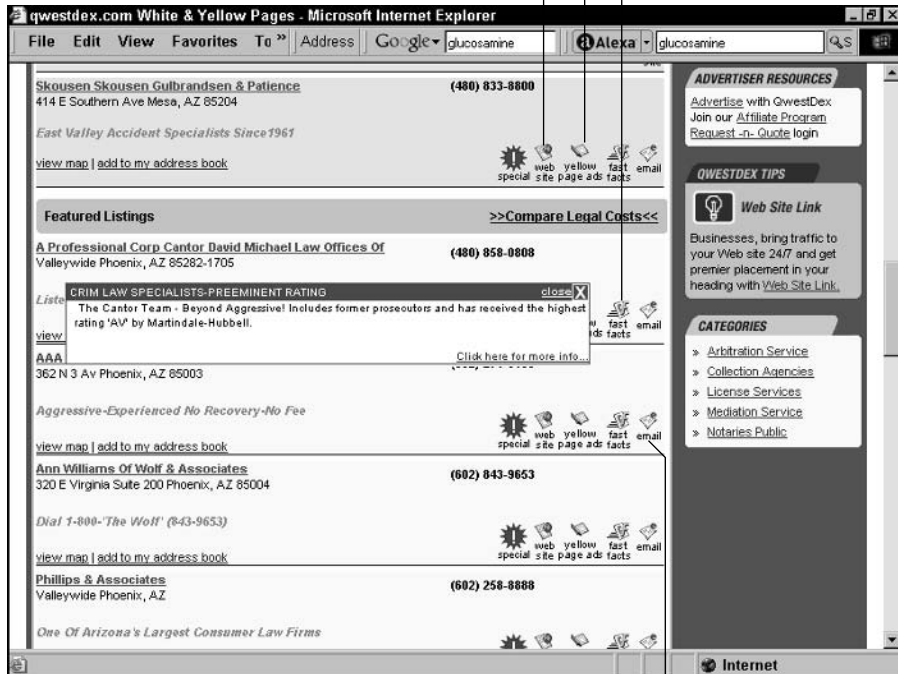 qwestdex.com White & Yellow Pages - Microsoft Internet Explorer
File Edit View Favorites To » Address Google glucosamine Alexa glucosamine S
Skousen Skousen Gulbrandsen & Patience (480) 833-8800
414 E Southern Ave Mesa, AZ 85204
East Valley Accident Specialists Since1961
view map | add to my address book
special web site yellow page ads fast facts email
Featured Listings >>Compare Legal Costs<<
A Professional Corp Cantor David Michael Law Offices Of (480) 858-0808
Valleywide Phoenix, AZ 85282-1705
Liste
CRIM LAW SPECIALISTS-PREEMINENT RATING close X
The Cantor Team - Beyond Aggressive! Includes former prosecutors and has received the highest
rating 'AV' by Martindale-Hubbell.
Click here for more info...
view
ds fast facts email
AAA
362 N 3 Av Phoenix, AZ 85003
Aggressive-Experienced No Recovery-No Fee
view map | add to my address book
special web site yellow page ads fast facts email
Ann Williams Of Wolf & Associates (602) 843-9653
320 E Virginia Suite 200 Phoenix, AZ 85004
Dial 1-800-'The Wolf' (843-9653)
view map | add to my address book
special web site yellow page ads fast facts email
Phillips & Associates (602) 258-8888
Valleywide Phoenix, AZ
One Of Arizona's Largest Consumer Law Firms
ADVERTISER RESOURCES
Advertise with QwestDex
Join our Affiliate Program
Request -n- Quote login
QWESTDEX TIPS
Web Site Link
Businesses, bring traffic to
your Web site 24/7 and get
premier placement in your
heading with Web Site Link.
CATEGORIES
» Arbitration Service
» Collection Agencies
» License Services
» Mediation Service
» Notaries Public
Internet